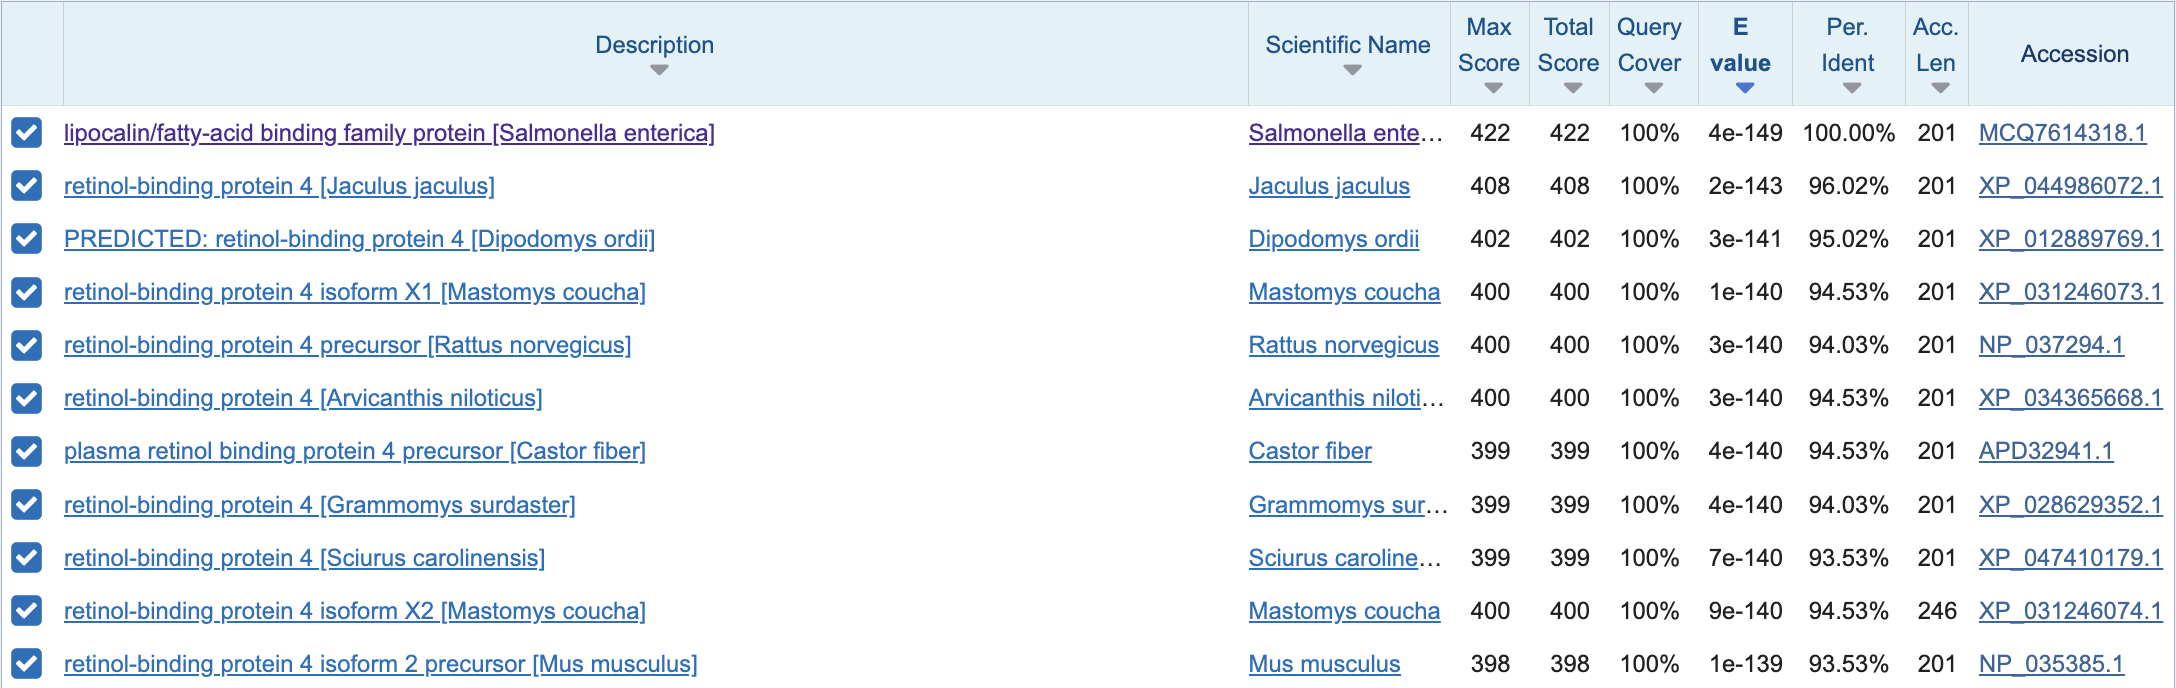 Description Scientific Name Max Score Total Score Query Cover E value Per. Ident Acc. Len Accession
lipocalin/fatty-acid binding family protein [Salmonella enterica] Salmonella ente... 422 422 100% 4e-149 100.00% 201 MCQ7614318.1
retinol-binding protein 4 [Jaculus jaculus] Jaculus jaculus 408 408 100% 2e-143 96.02% 201 XP_044986072.1
PREDICTED: retinol-binding protein 4 [Dipodomys ordii] Dipodomys ordii 402 402 100% 3e-141 95.02% 201 XP_012889769.1
retinol-binding protein 4 isoform X1 [Mastomys coucha] Mastomys coucha 400 400 100% 1e-140 94.53% 201 XP_031246073.1
retinol-binding protein 4 precursor [Rattus norvegicus] Rattus norvegicus 400 400 100% 3e-140 94.03% 201 NP_037294.1
retinol-binding protein 4 [Arvicanthis niloticus] Arvicanthis niloti... 400 400 100% 3e-140 94.53% 201 XP_034365668.1
plasma retinol binding protein 4 precursor [Castor fiber] Castor fiber 399 399 100% 4e-140 94.53% 201 APD32941.1
retinol-binding protein 4 [Grammomys surdaster] Grammomys sur... 399 399 100% 4e-140 94.03% 201 XP_028629352.1
retinol-binding protein 4 [Sciurus carolinensis] Sciurus caroline... 399 399 100% 7e-140 93.53% 201 XP_047410179.1
retinol-binding protein 4 isoform X2 [Mastomys coucha] Mastomys coucha 400 400 100% 9e-140 94.53% 246 XP_031246074.1
retinol-binding protein 4 isoform 2 precursor [Mus musculus] Mus musculus 398 398 100% 1e-139 93.53% 201 NP_035385.1